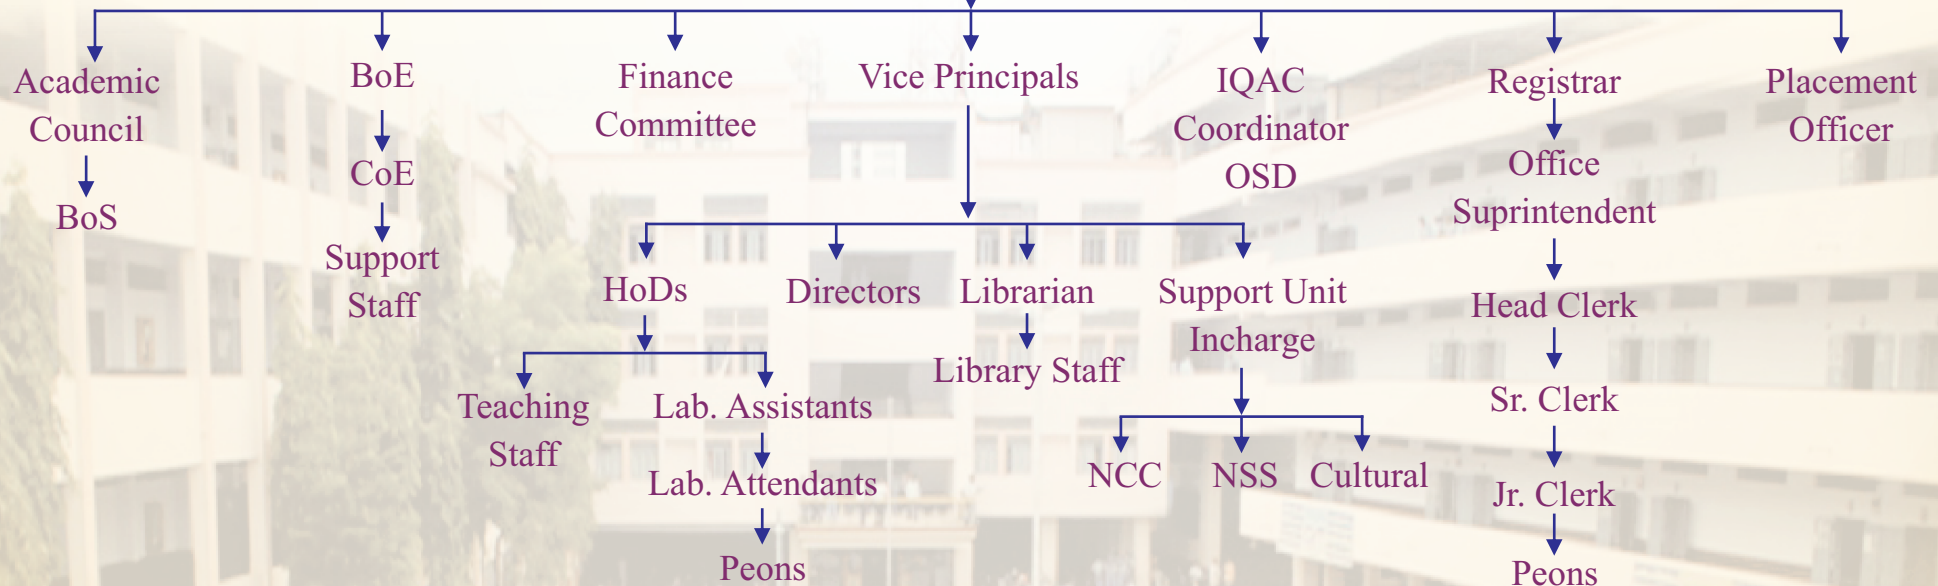 Academic
Council
BoS
BoE
CoE
Support
Staff
Finance
Committee
Vice Principals
HoDs
Teaching
Staff
Lab. Assistants
Lab. Attendants
Peons
Directors
Librarian
Library Staff
Support Unit
Incharge
NCC
NSS
Cultural
IQAC
Coordinator
OSD
Registrar
Office
Suprintendent
Head Clerk
Sr. Clerk
Jr. Clerk
Peons
Placement
Officer